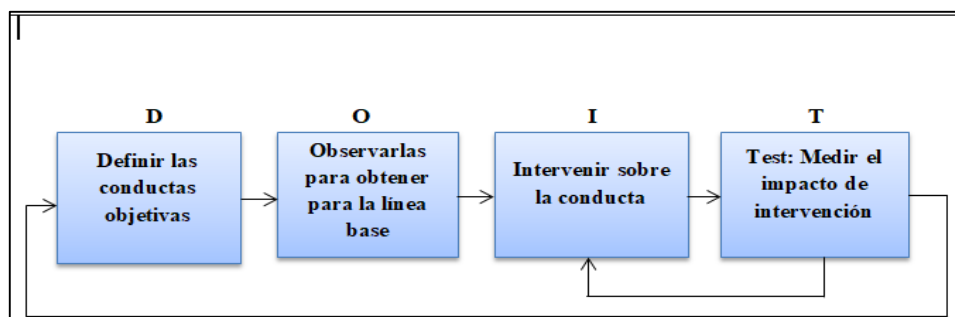 D
O
I
T
Definir las
conductas
objetivas
Observarlas
para obtener
para la línea
base
Intervenir sobre
la conducta
Test: Medir el
impacto de
intervención